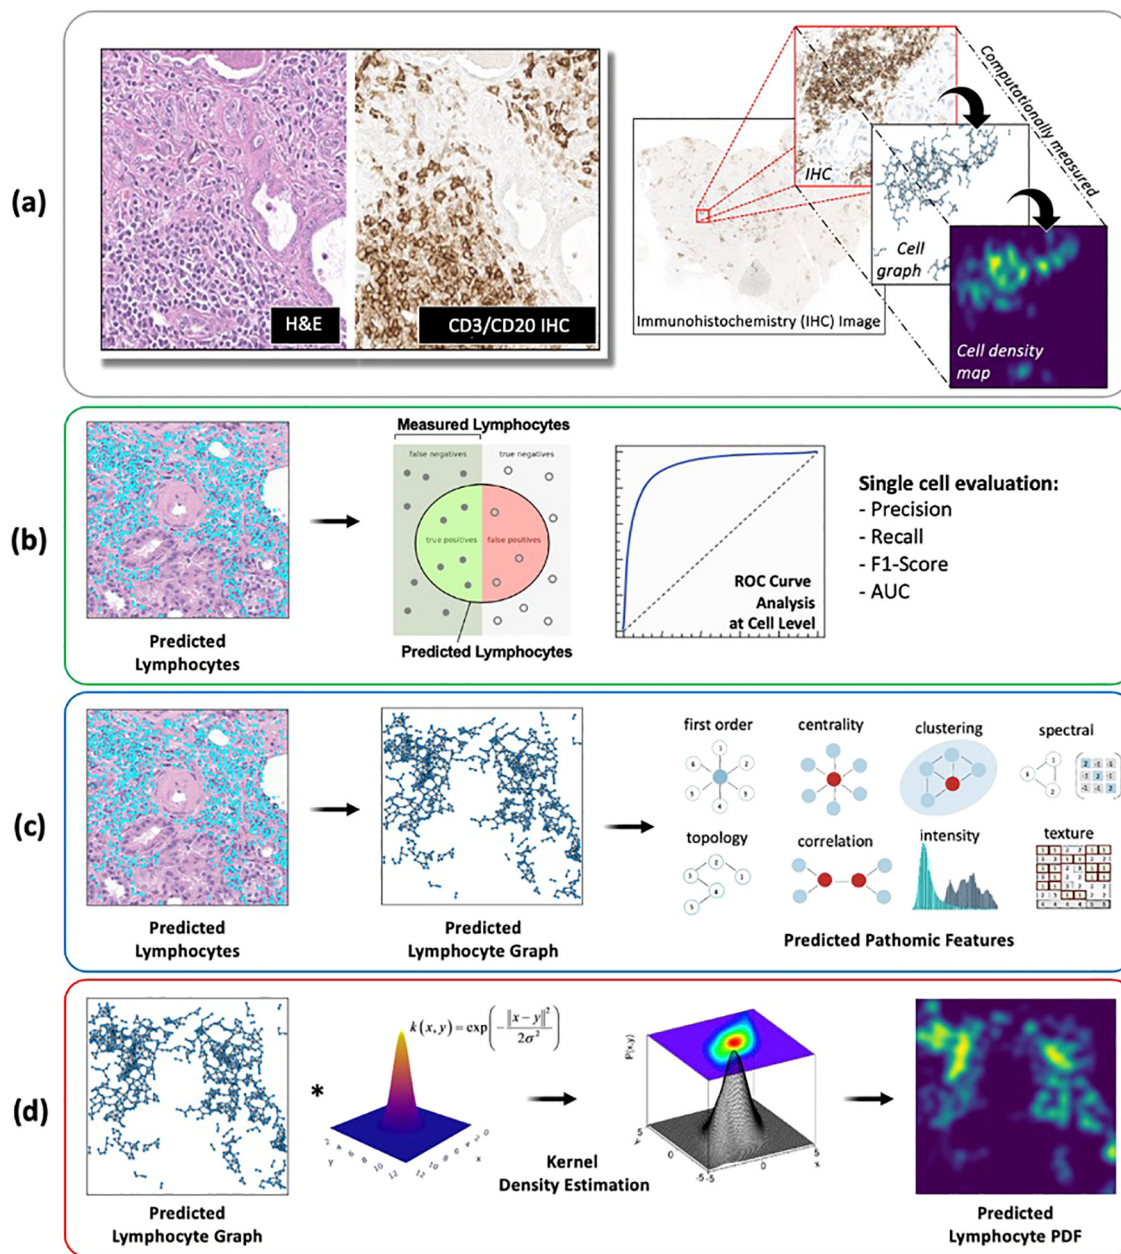 (a)
H&E
CD3/CD20 IHC
Immunohistochemistry (IHC) Image
IHC
Cell
graph
Cell density
map
Computationally measured
(b)
Predicted
Lymphocytes
Measured Lymphocytes
false negatives
true negatives
true positives
false positives
Predicted Lymphocytes
ROC Curve
Analysis
at Cell Level
Single cell evaluation:
- Precision
- Recall
- F1-Score
- AUC
(c)
Predicted
Lymphocytes
Predicted
Lymphocyte Graph
first order
centrality
clustering
spectral
topology
correlation
intensity
texture
Predicted Pathomic Features
(d)
Predicted
Lymphocyte Graph
*
k(x, y) = exp(-‖x − y‖² / 2σ²)
y
x
Kernel
Density Estimation
P(x,y)
x
Predicted
Lymphocyte PDF